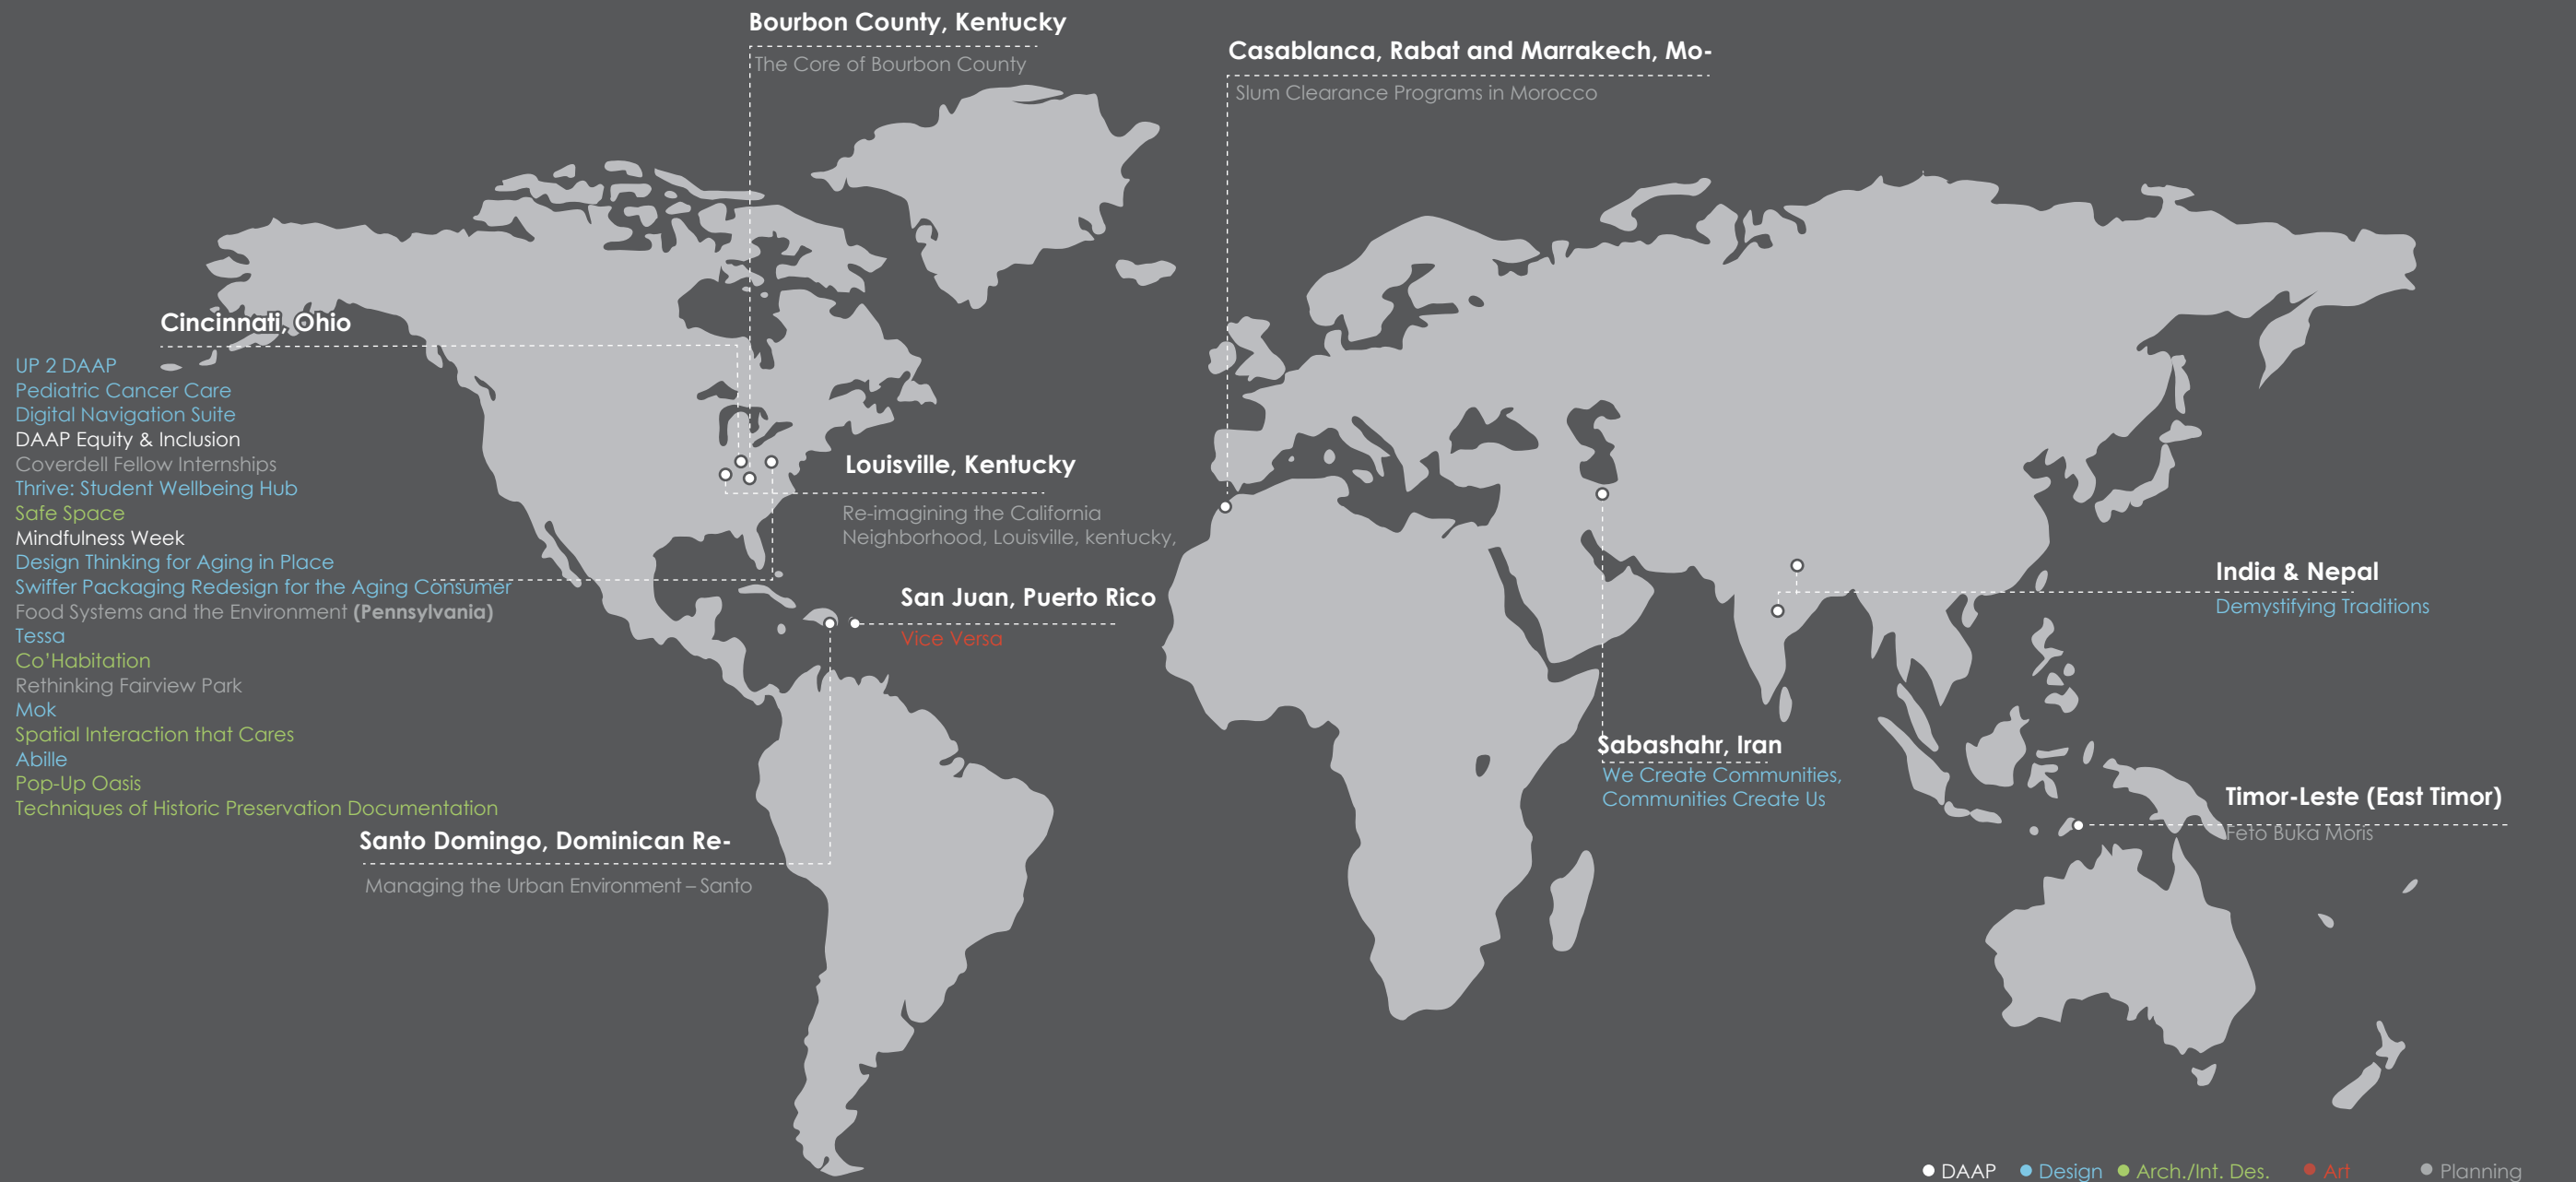 Bourbon County, Kentucky
The Core of Bourbon County
Casablanca, Rabat and Marrakech, Mo-
Slum Clearance Programs in Morocco
Cincinnati, Ohio
UP 2 DAAP
Pediatric Cancer Care
Digital Navigation Suite
DAAP Equity & Inclusion
Coverdell Fellow Internships
Thrive: Student Wellbeing Hub
Safe Space
Mindfulness Week
Design Thinking for Aging in Place
Swiffer Packaging Redesign for the Aging Consumer
Food Systems and the Environment (Pennsylvania)
Tessa
Co'Habitation
Rethinking Fairview Park
Mok
Spatial Interaction that Cares
Abille
Pop-Up Oasis
Techniques of Historic Preservation Documentation
Louisville, Kentucky
Re-imagining the California
Neighborhood, Louisville, kentucky,
San Juan, Puerto Rico
Vice Versa
India & Nepal
Demystifying Traditions
Sabashahr, Iran
We Create Communities,
Communities Create Us
Timor-Leste (East Timor)
Feto Buka Moris
Santo Domingo, Dominican Re-
Managing the Urban Environment – Santo
DAAP
Design
Arch./Int. Des.
Art
Planning